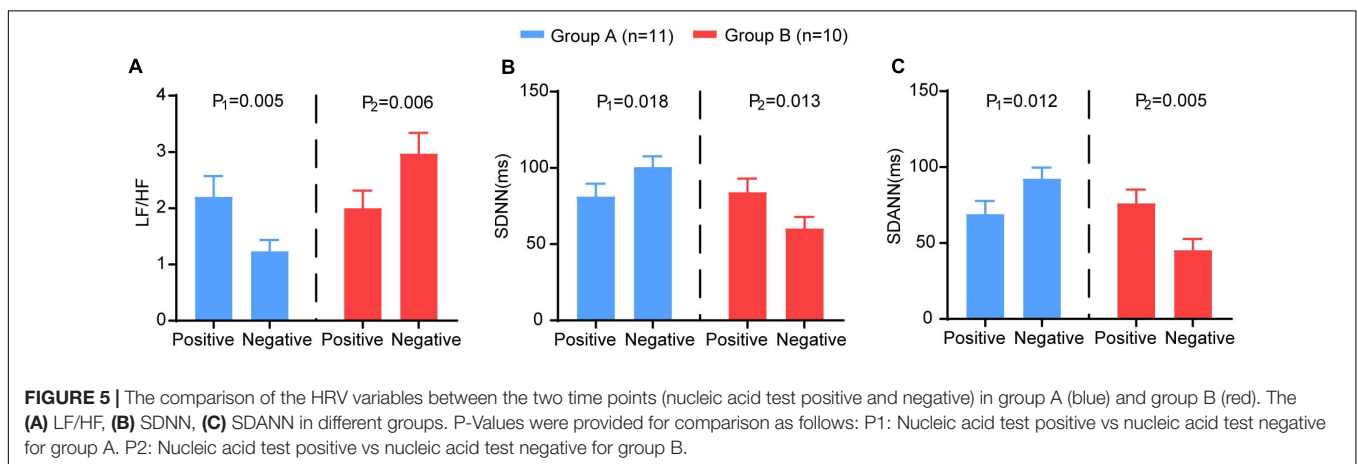 Group A (n=11) Group B (n=10)
A
P1=0.005 P2=0.006
4
3
2
1
0
LF/HF
Positive Negative Positive Negative
B
P1=0.018 P2=0.013
150
100
50
0
SDNN(ms)
Positive Negative Positive Negative
C
P1=0.012 P2=0.005
150
100
50
0
SDANN(ms)
Positive Negative Positive Negative
FIGURE 5 | The comparison of the HRV variables between the two time points (nucleic acid test positive and negative) in group A (blue) and group B (red). The
(A) LF/HF, (B) SDNN, (C) SDANN in different groups. P-Values were provided for comparison as follows: P1: Nucleic acid test positive vs nucleic acid test negative
for group A. P2: Nucleic acid test positive vs nucleic acid test negative for group B.